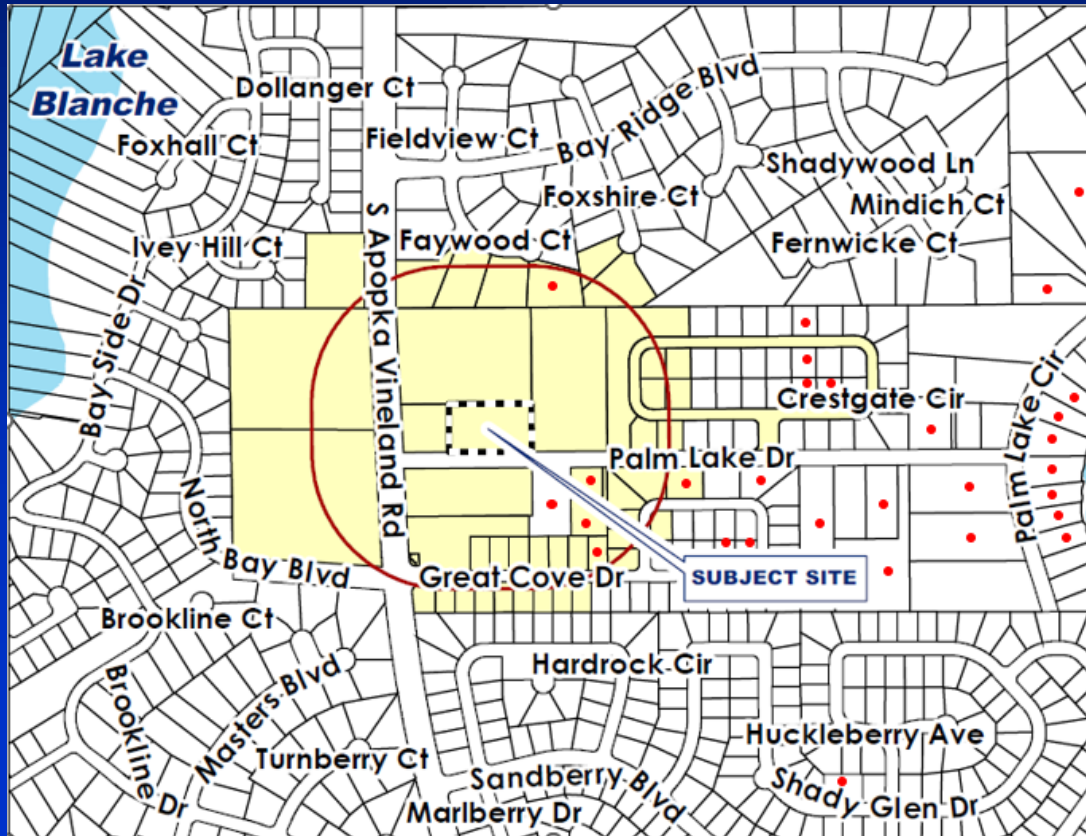 Lake
Blanche
Dollanger Ct
Foxhall Ct
Fieldview Ct
Bay Ridge Blvd
Shadywood Ln
Foxshire Ct
Mindich Ct
Ivey Hill Ct
S Apopka Vineland Rd
Faywood Ct
Fernwicke Ct
Bay Side Dr
Crestgate Cir
Palm Lake Cir
Palm Lake Dr
North Bay Blvd
Great Cove Dr
SUBJECT SITE
Brookline Ct
Brookline Dr
Masters Blvd
Hardrock Cir
Turnberry Ct
Huckleberry Ave
Sandberry Blvd
Shady Glen Dr
Marlberry Dr